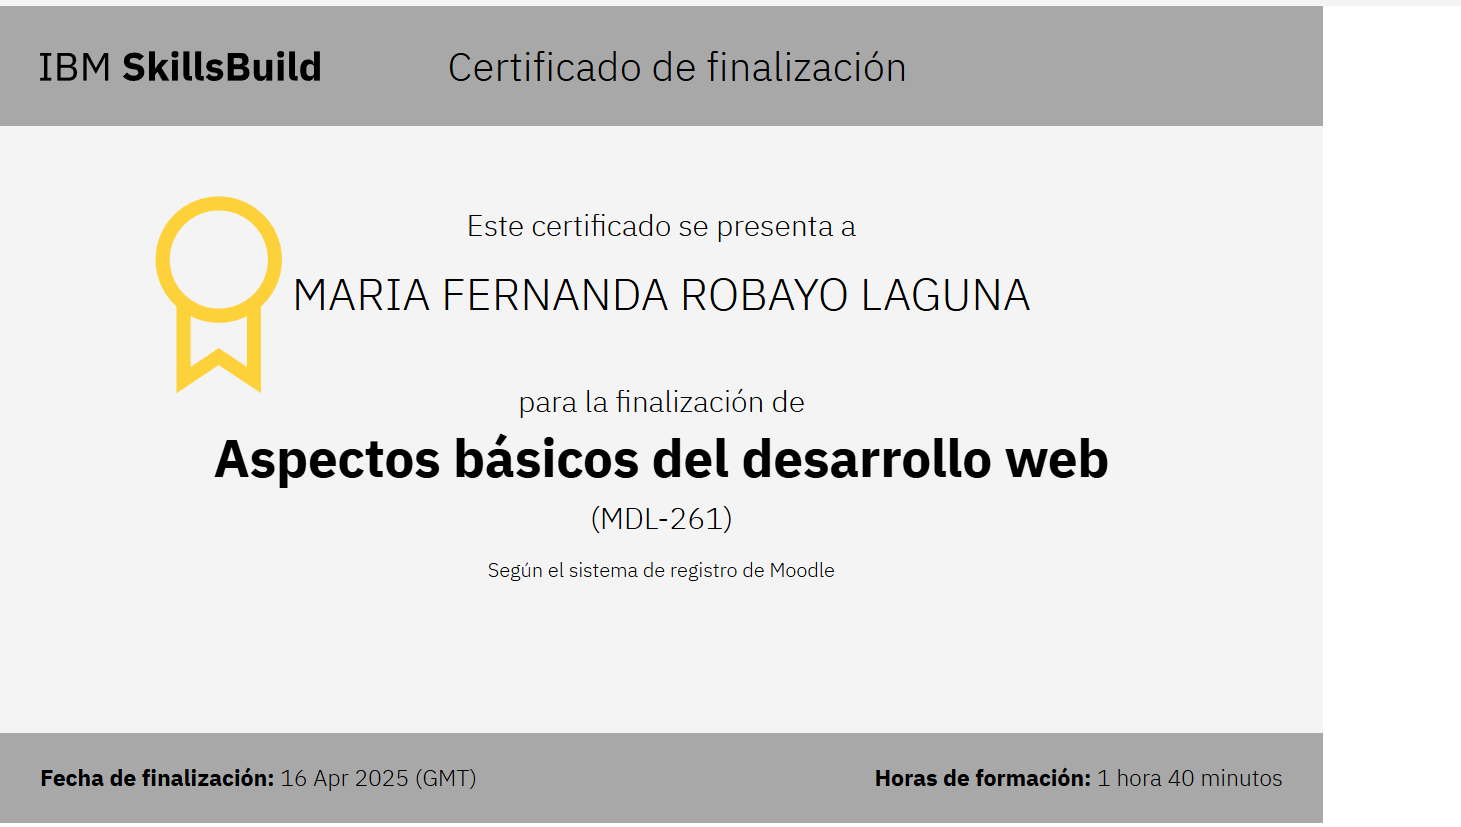 IBM SkillsBuild
Certificado de finalización
Este certificado se presenta a
MARIA FERNANDA ROBAYO LAGUNA
para la finalización de
Aspectos básicos del desarrollo web
(MDL-261)
Según el sistema de registro de Moodle
Fecha de finalización: 16 Apr 2025 (GMT)
Horas de formación: 1 hora 40 minutos